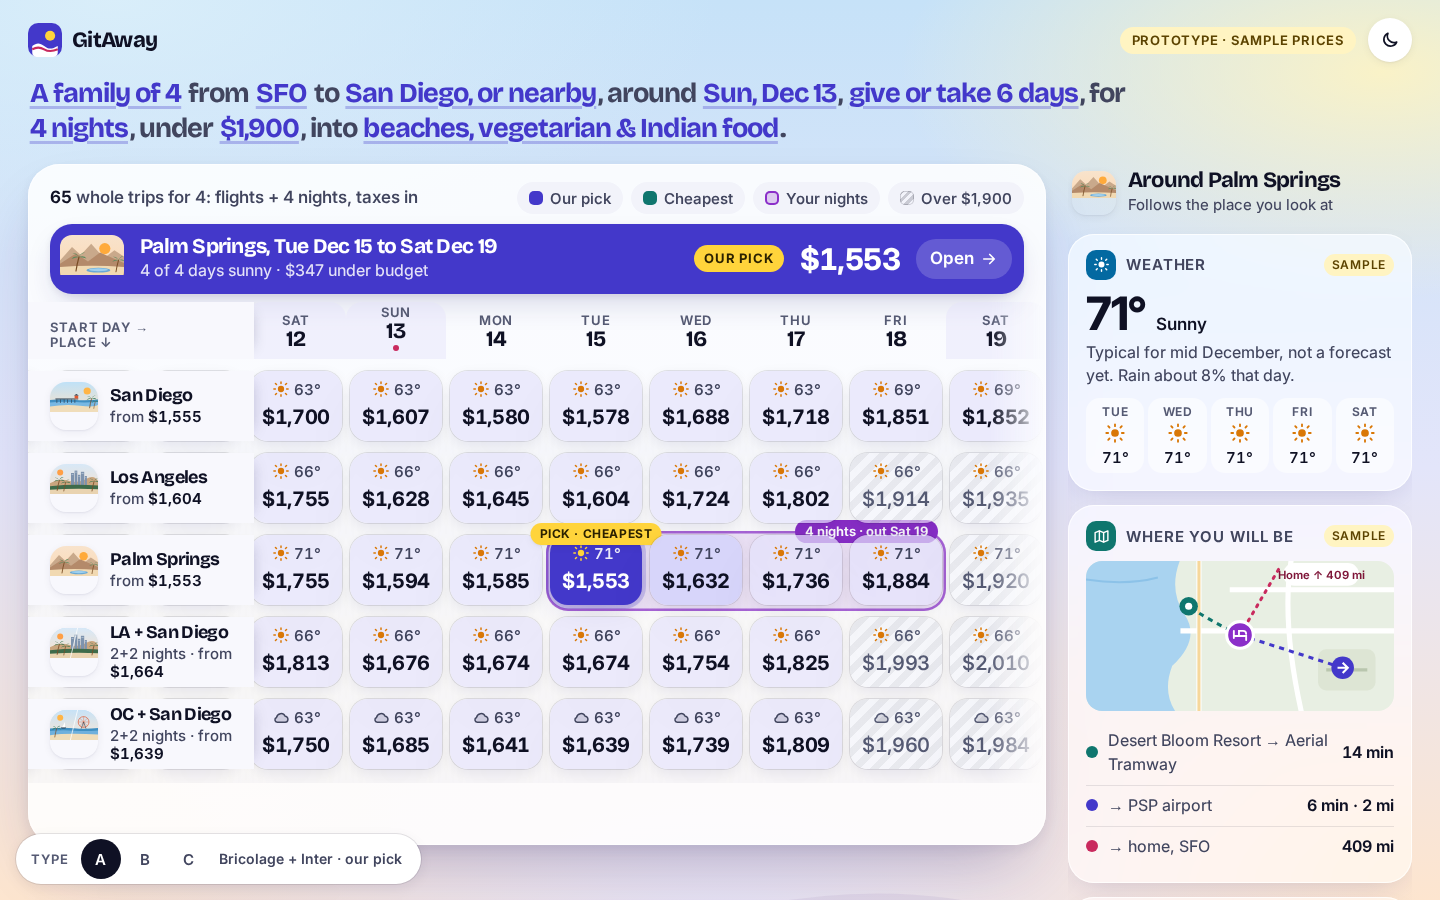 GitAway
PROTOTYPE · SAMPLE PRICES
A family of 4 from SFO to San Diego, or nearby, around Sun, Dec 13, give or take 6 days, for
4 nights, under $1,900, into beaches, vegetarian & Indian food.
65 whole trips for 4: flights + 4 nights, taxes in
Our pick
Cheapest
Your nights
Over $1,900
Palm Springs, Tue Dec 15 to Sat Dec 19
4 of 4 days sunny · $347 under budget
OUR PICK
$1,553
Open →
START DAY →
PLACE ↓
SAT 12
SUN 13
MON 14
TUE 15
WED 16
THU 17
FRI 18
SAT 19
San Diego
from $1,555
63° 63° 63° 63° 63° 63° 69° 69°
$1,700 $1,607 $1,580 $1,578 $1,688 $1,718 $1,851 $1,852
Los Angeles
from $1,604
66° 66° 66° 66° 66° 66° 66° 66°
$1,755 $1,628 $1,645 $1,604 $1,724 $1,802 $1,914 $1,935
PICK · CHEAPEST
4 nights · out Sat 19
Palm Springs
from $1,553
71° 71° 71° 71° 71° 71° 71° 71°
$1,755 $1,594 $1,585 $1,553 $1,632 $1,736 $1,884 $1,920
LA + San Diego
2+2 nights · from
$1,664
66° 66° 66° 66° 66° 66° 66° 66°
$1,813 $1,676 $1,674 $1,674 $1,754 $1,825 $1,993 $2,010
OC + San Diego
2+2 nights · from
$1,639
63° 63° 63° 63° 63° 63° 63° 63°
$1,750 $1,685 $1,641 $1,639 $1,739 $1,809 $1,960 $1,984
TYPE A B C Bricolage + Inter · our pick
Around Palm Springs
Follows the place you look at
WEATHER
SAMPLE
71° Sunny
Typical for mid December, not a forecast
yet. Rain about 8% that day.
TUE WED THU FRI SAT
71° 71° 71° 71° 71°
WHERE YOU WILL BE
SAMPLE
Home ↑ 409 mi
Desert Bloom Resort → Aerial
Tramway
14 min
→ PSP airport
6 min · 2 mi
→ home, SFO
409 mi